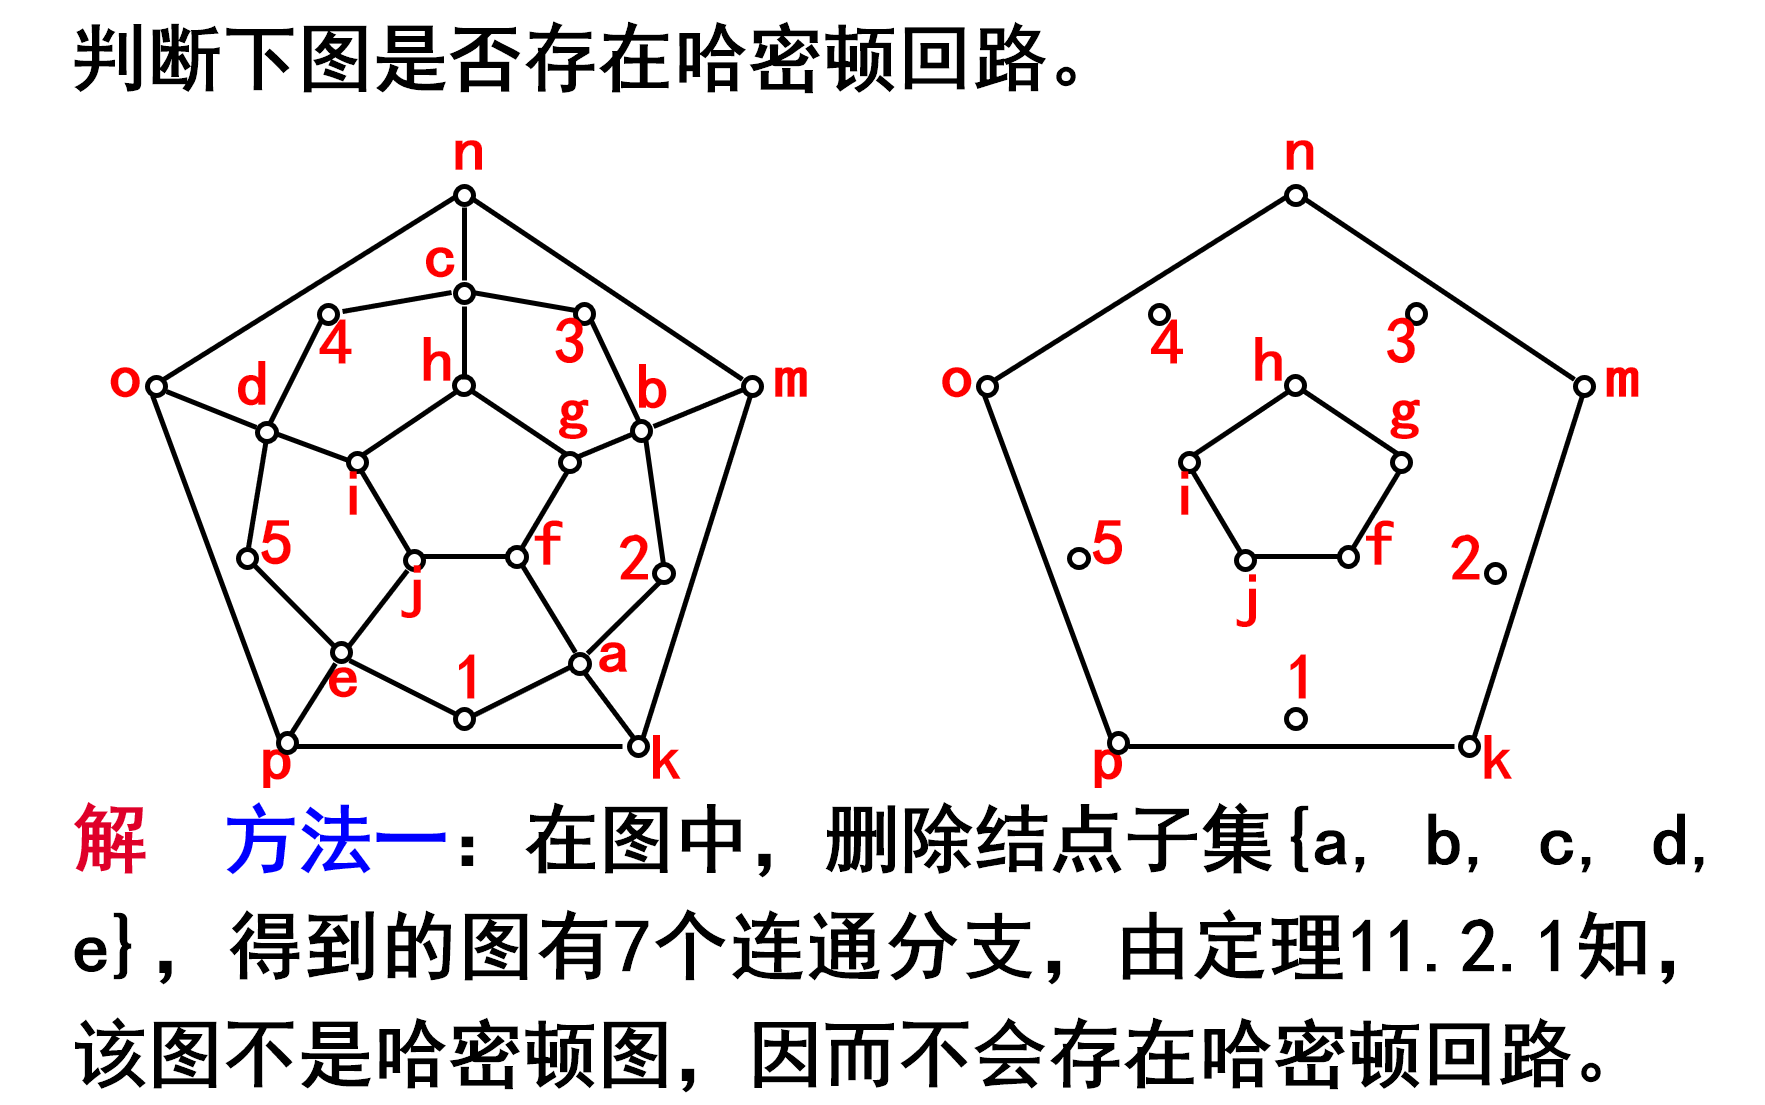 判断下图是否存在哈密顿回路。
n n
c
4 3 4 3
h h
o d b m o m
g g
i i
5 f 2 5 f 2
j j
e 1 a 1
p k p k
解 方法一：在图中，删除结点子集{a, b, c, d,
e}，得到的图有7个连通分支，由定理11.2.1知，
该图不是哈密顿图，因而不会存在哈密顿回路。